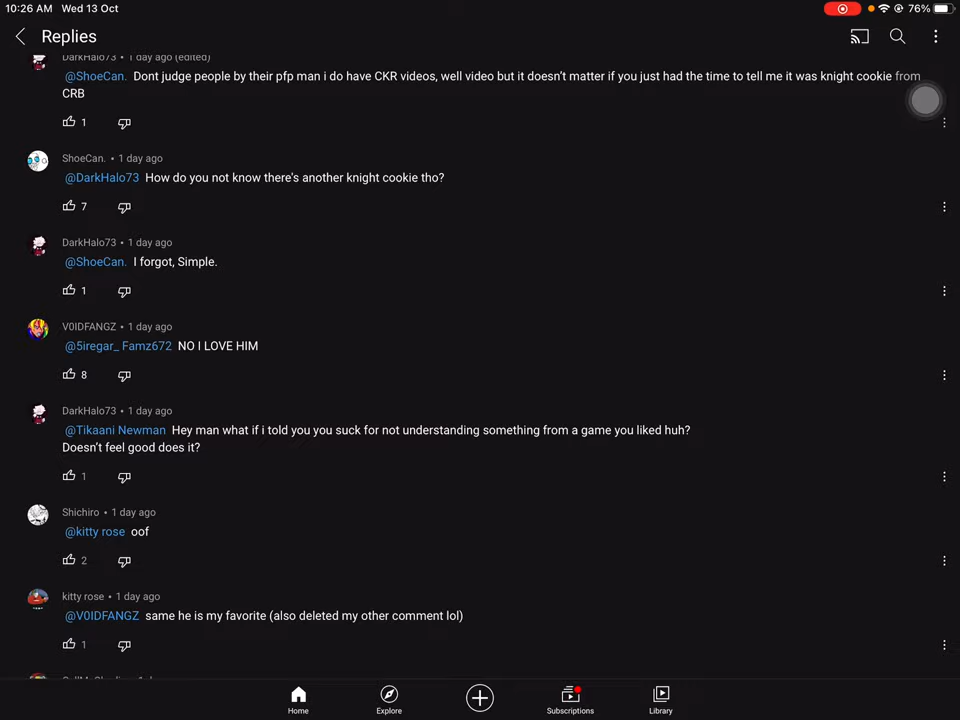 10:26 AM Wed 13 Oct
76%
Replies
DarkHalo73 • 1 day ago (edited)
@ShoeCan. Dont judge people by their pfp man i do have CKR videos, well video but it doesn't matter if you just had the time to tell me it was knight cookie from
CRB
1
ShoeCan. • 1 day ago
@DarkHalo73 How do you not know there's another knight cookie tho?
7
DarkHalo73 • 1 day ago
@ShoeCan. I forgot, Simple.
1
V0IDFANGZ • 1 day ago
@5iregar_ Famz672 NO I LOVE HIM
8
DarkHalo73 • 1 day ago
@Tikaani Newman Hey man what if i told you you suck for not understanding something from a game you liked huh?
Doesn't feel good does it?
1
Shichiro • 1 day ago
@kitty rose oof
2
kitty rose • 1 day ago
@V0IDFANGZ same he is my favorite (also deleted my other comment lol)
1
Home
Explore
Subscriptions
Library